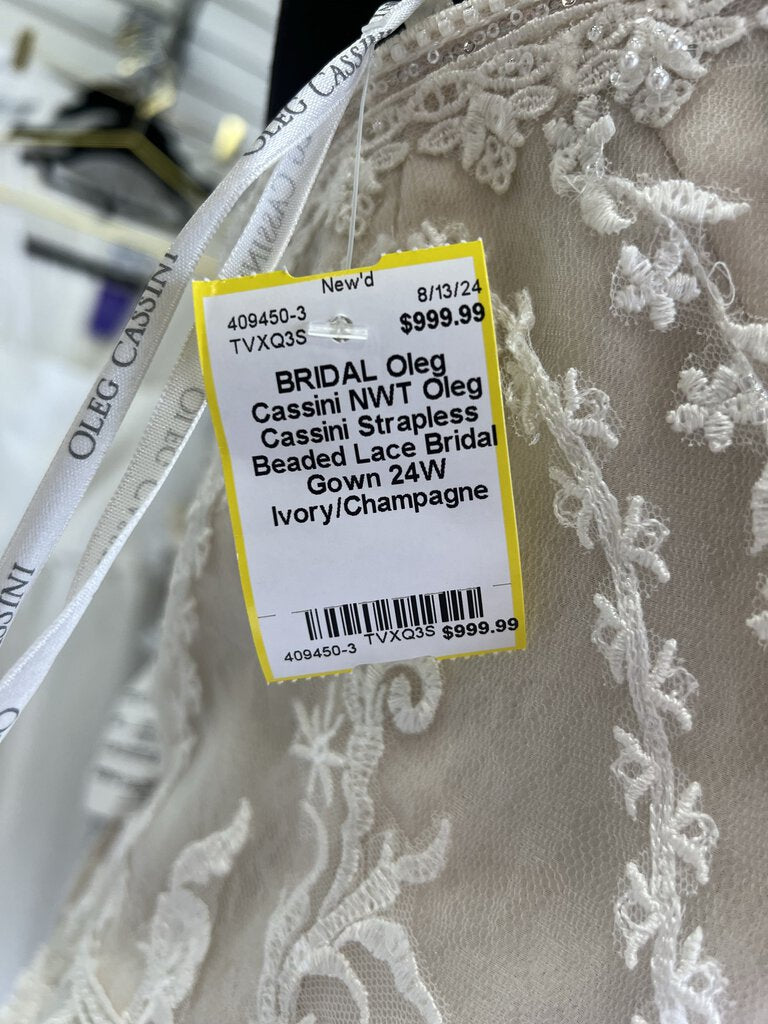 OLEG CASSINI
OLEG CASSINI
New'd
409450-3
8/13/24
TVXQ3S
$999.99
BRIDAL Oleg
Cassini NWT Oleg
Cassini Strapless
Beaded Lace Bridal
Gown 24W
Ivory/Champagne
409450-3 TVXQ3S $999.99